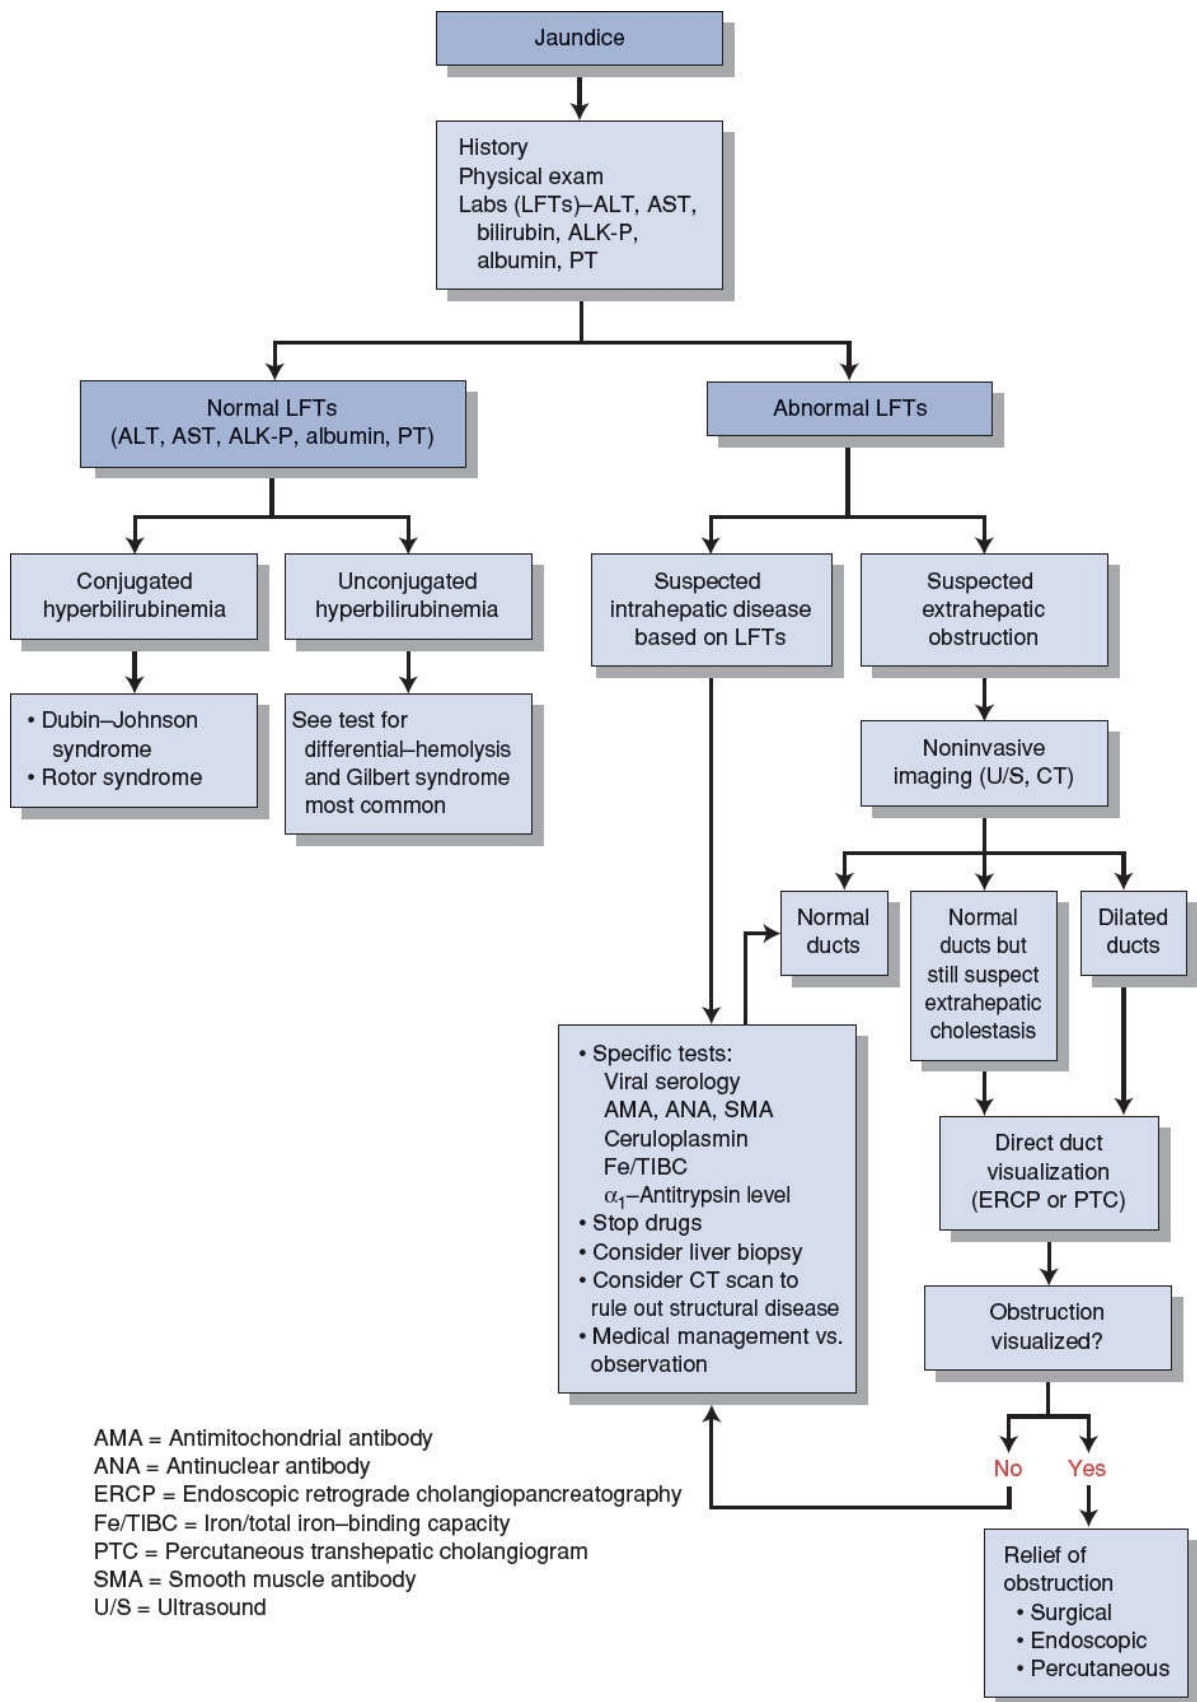 Jaundice
History
Physical exam
Labs (LFTs)–ALT, AST,
bilirubin, ALK-P,
albumin, PT
Normal LFTs
(ALT, AST, ALK-P, albumin, PT)
Abnormal LFTs
Conjugated
hyperbilirubinemia
Unconjugated
hyperbilirubinemia
Suspected
intrahepatic disease
based on LFTs
Suspected
extrahepatic
obstruction
• Dubin–Johnson
syndrome
• Rotor syndrome
See test for
differential–hemolysis
and Gilbert syndrome
most common
Noninvasive
imaging (U/S, CT)
Normal
ducts
Normal
ducts but
still suspect
extrahepatic
cholestasis
Dilated
ducts
• Specific tests:
Viral serology
AMA, ANA, SMA
Ceruloplasmin
Fe/TIBC
α₁–Antitrypsin level
• Stop drugs
• Consider liver biopsy
• Consider CT scan to
rule out structural disease
• Medical management vs.
observation
Direct duct
visualization
(ERCP or PTC)
Obstruction
visualized?
No
Yes
Relief of
obstruction
• Surgical
• Endoscopic
• Percutaneous
AMA = Antimitochondrial antibody
ANA = Antinuclear antibody
ERCP = Endoscopic retrograde cholangiopancreatography
Fe/TIBC = Iron/total iron–binding capacity
PTC = Percutaneous transhepatic cholangiogram
SMA = Smooth muscle antibody
U/S = Ultrasound